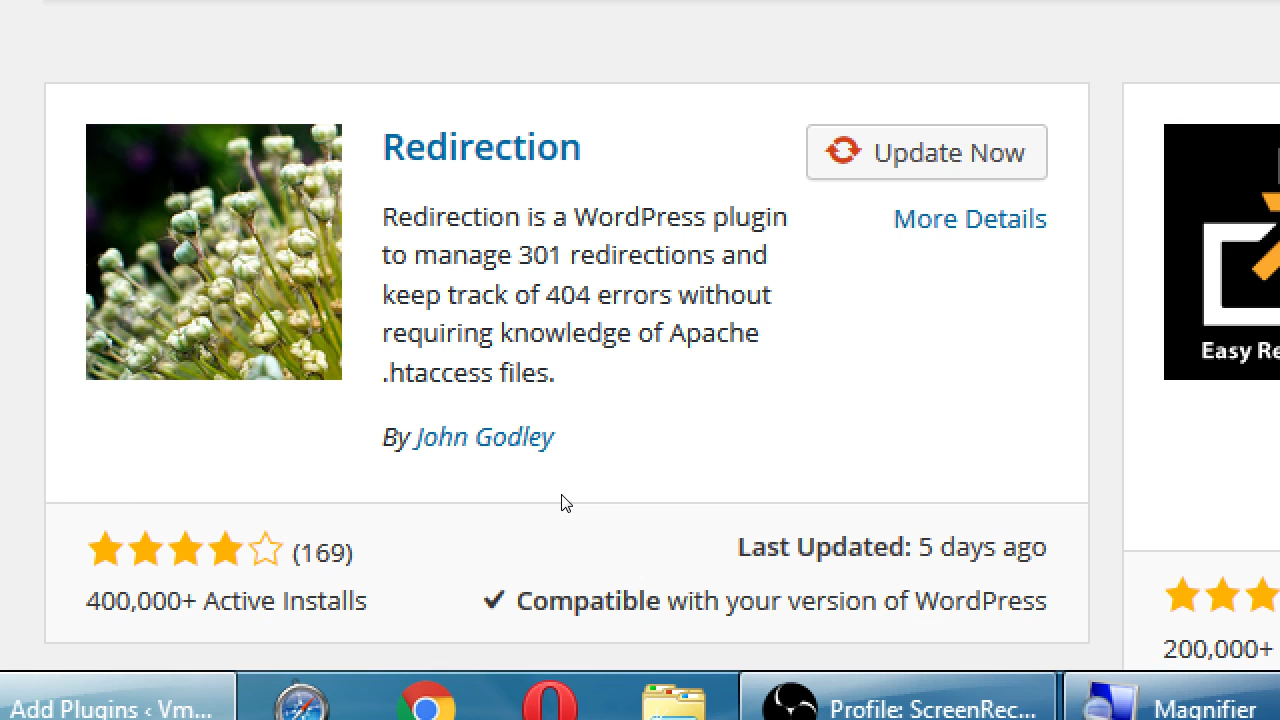 Redirection
Update Now
More Details
Redirection is a WordPress plugin
to manage 301 redirections and
keep track of 404 errors without
requiring knowledge of Apache
.htaccess files.
By John Godley
(169)
400,000+ Active Installs
Last Updated: 5 days ago
Compatible with your version of WordPress
Easy Re
200,000+
Add Plugins ‹ Vm...
Profile: ScreenRec...
Magnifier